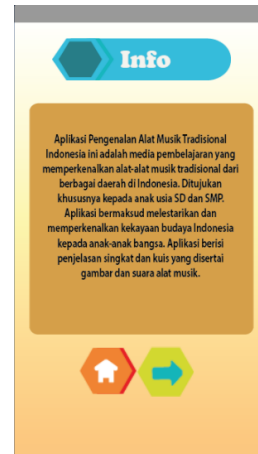 Info
Aplikasi Pengenalan Alat Musik Tradisional
Indonesia ini adalah media pembelajaran yang
memperkenalkan alat-alat musik tradisional dari
berbagai daerah di Indonesia. Ditujukan
khususnya kepada anak usia SD dan SMP.
Aplikasi bermaksud melestarikan dan
memperkenalkan kekayaan budaya Indonesia
kepada anak-anak bangsa. Aplikasi berisi
penjelasan singkat dan kuis yang disertai
gambar dan suara alat musik.